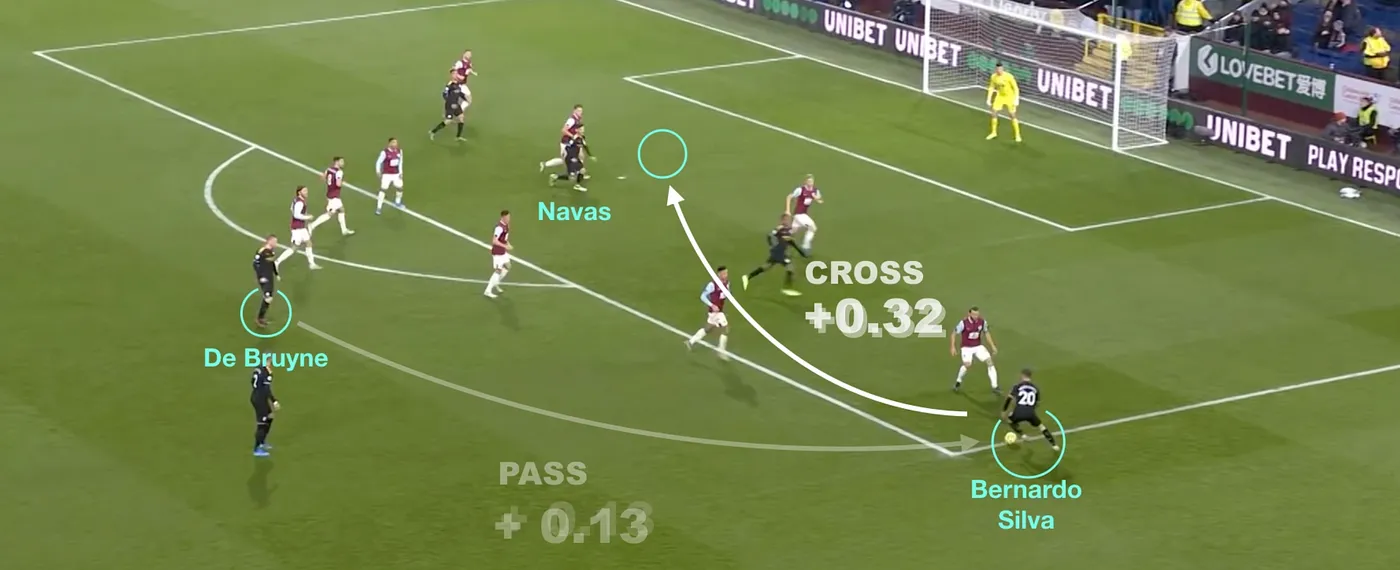 UNIBET UNIBET
UNIBET
LOVEBET爱博
UNIBET
PLAY RESPO
Navas
CROSS
+0.32
De Bruyne
20
PASS
+ 0.13
Bernardo
Silva